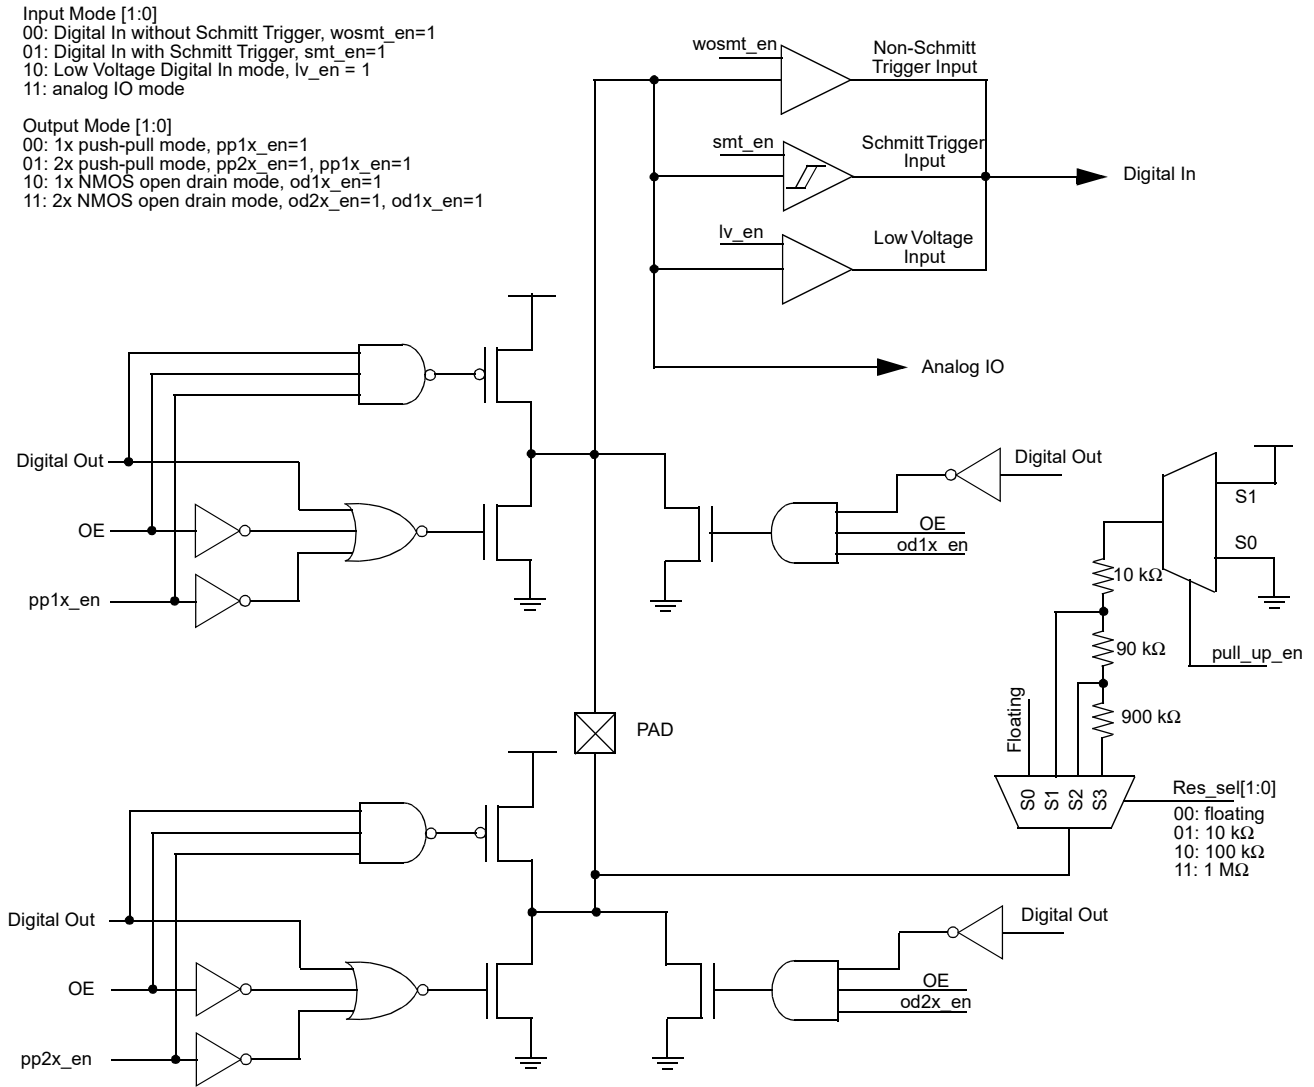 Input Mode [1:0]
00: Digital In without Schmitt Trigger, wosmt_en=1
01: Digital In with Schmitt Trigger, smt_en=1
10: Low Voltage Digital In mode, lv_en = 1
11: analog IO mode
Output Mode [1:0]
00: 1x push-pull mode, pp1x_en=1
01: 2x push-pull mode, pp2x_en=1, pp1x_en=1
10: 1x NMOS open drain mode, od1x_en=1
11: 2x NMOS open drain mode, od2x_en=1, od1x_en=1
wosmt_en
Non-Schmitt
Trigger Input
smt_en
Schmitt Trigger
Input
Digital In
lv_en
Low Voltage
Input
Analog IO
Digital Out
OE
pp1x_en
Digital Out
OE
od1x_en
S1
S0
10 kΩ
90 kΩ
pull_up_en
900 kΩ
Floating
PAD
S0
S1
S2
S3
Res_sel[1:0]
00: floating
01: 10 kΩ
10: 100 kΩ
11: 1 MΩ
Digital Out
OE
pp2x_en
Digital Out
OE
od2x_en